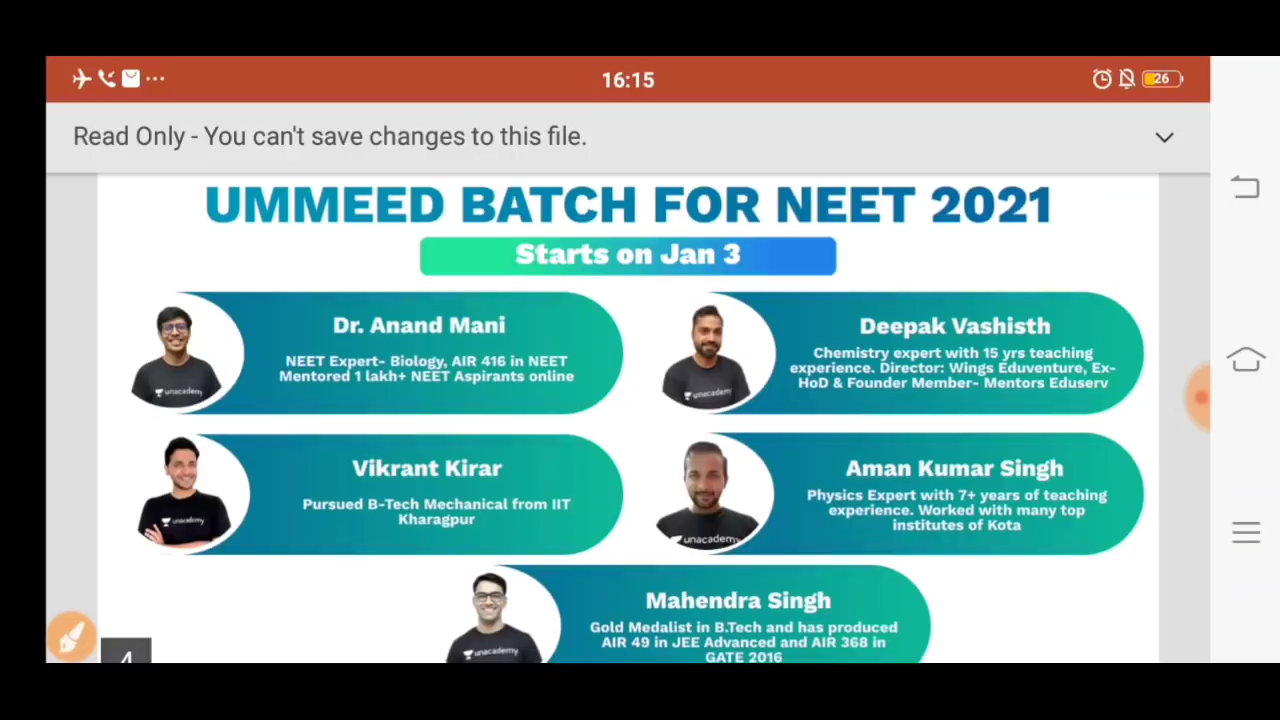 16:15
26
Read Only - You can't save changes to this file.
UMMEED BATCH FOR NEET 2021
Starts on Jan 3
Dr. Anand Mani
NEET Expert- Biology, AIR 416 in NEET
Mentored 1 lakh+ NEET Aspirants online
unacademy
Deepak Vashisth
Chemistry expert with 15 yrs teaching
experience. Director: Wings Eduventure, Ex-
HoD & Founder Member- Mentors Eduserv
unacademy
Vikrant Kirar
Pursued B-Tech Mechanical from IIT
Kharagpur
unacademy
Aman Kumar Singh
Physics Expert with 7+ years of teaching
experience. Worked with many top
institutes of Kota
unacademy
Mahendra Singh
Gold Medalist in B.Tech and has produced
AIR 49 in JEE Advanced and AIR 368 in
GATE 2016
unacademy
4